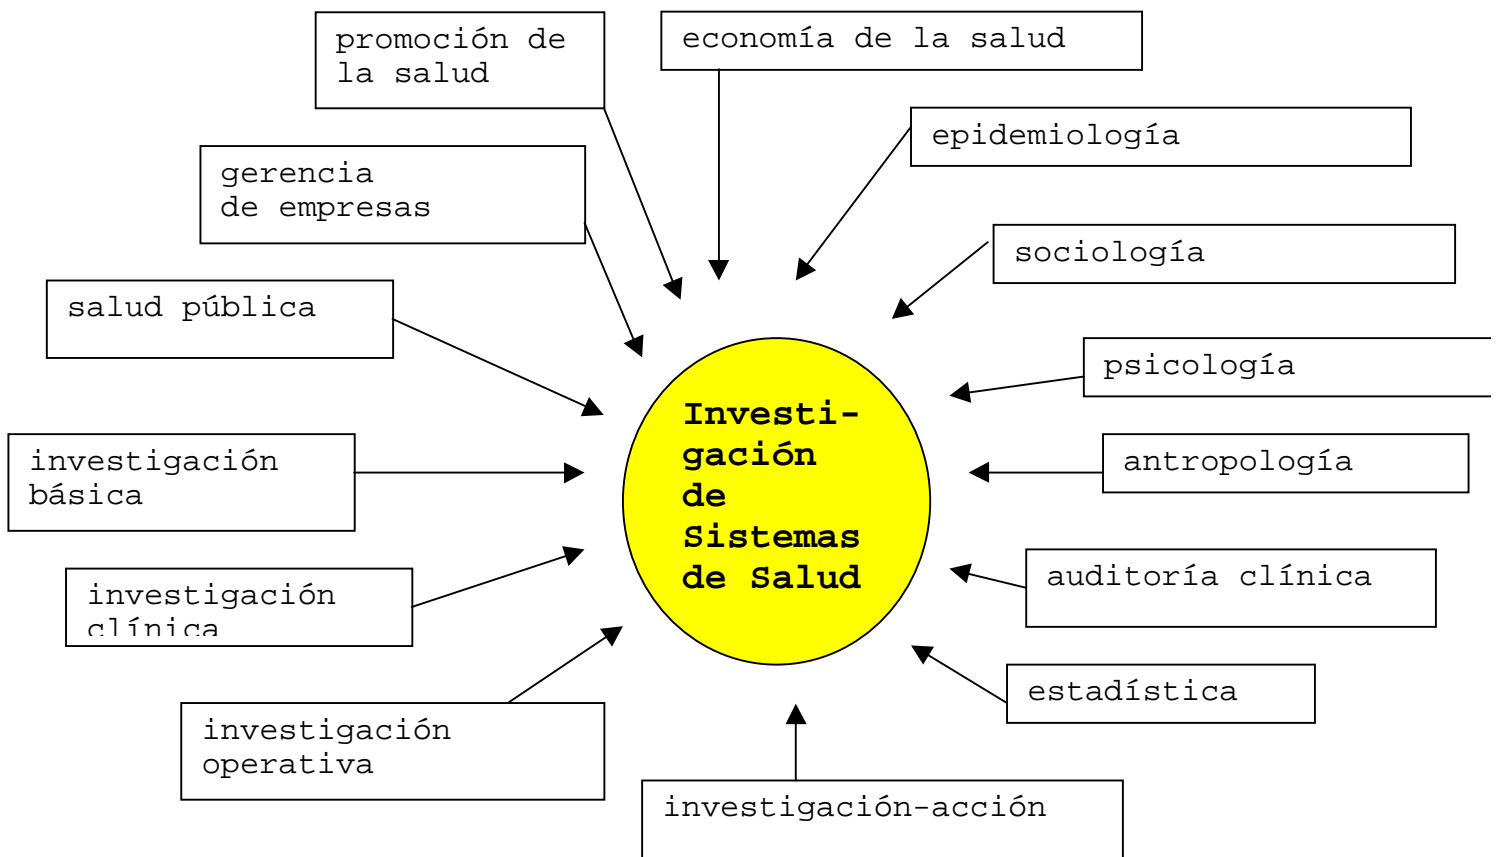 promoción de
la salud
economía de la salud
epidemiología
gerencia
de empresas
sociología
salud pública
psicología
Investi-
gación
de
Sistemas
de Salud
investigación
básica
antropología
investigación
clínica
auditoría clínica
estadística
investigación
operativa
investigación-acción